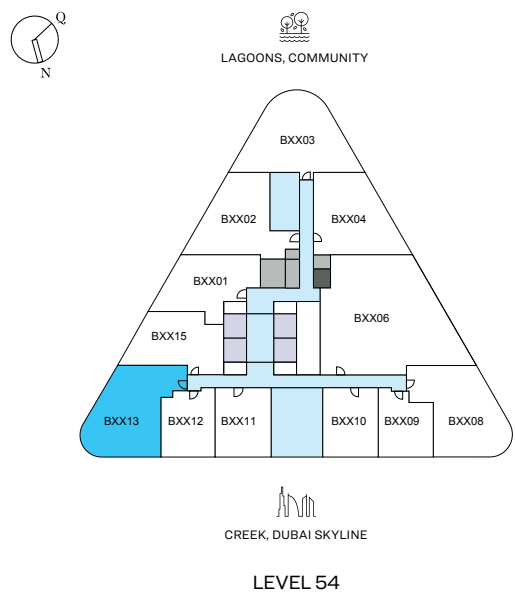 Q
N
LAGOONS, COMMUNITY
BXX03
BXX02
BXX04
BXX01
BXX06
BXX15
BXX13
BXX12
BXX11
BXX10
BXX09
BXX08
CREEK, DUBAI SKYLINE
LEVEL 54